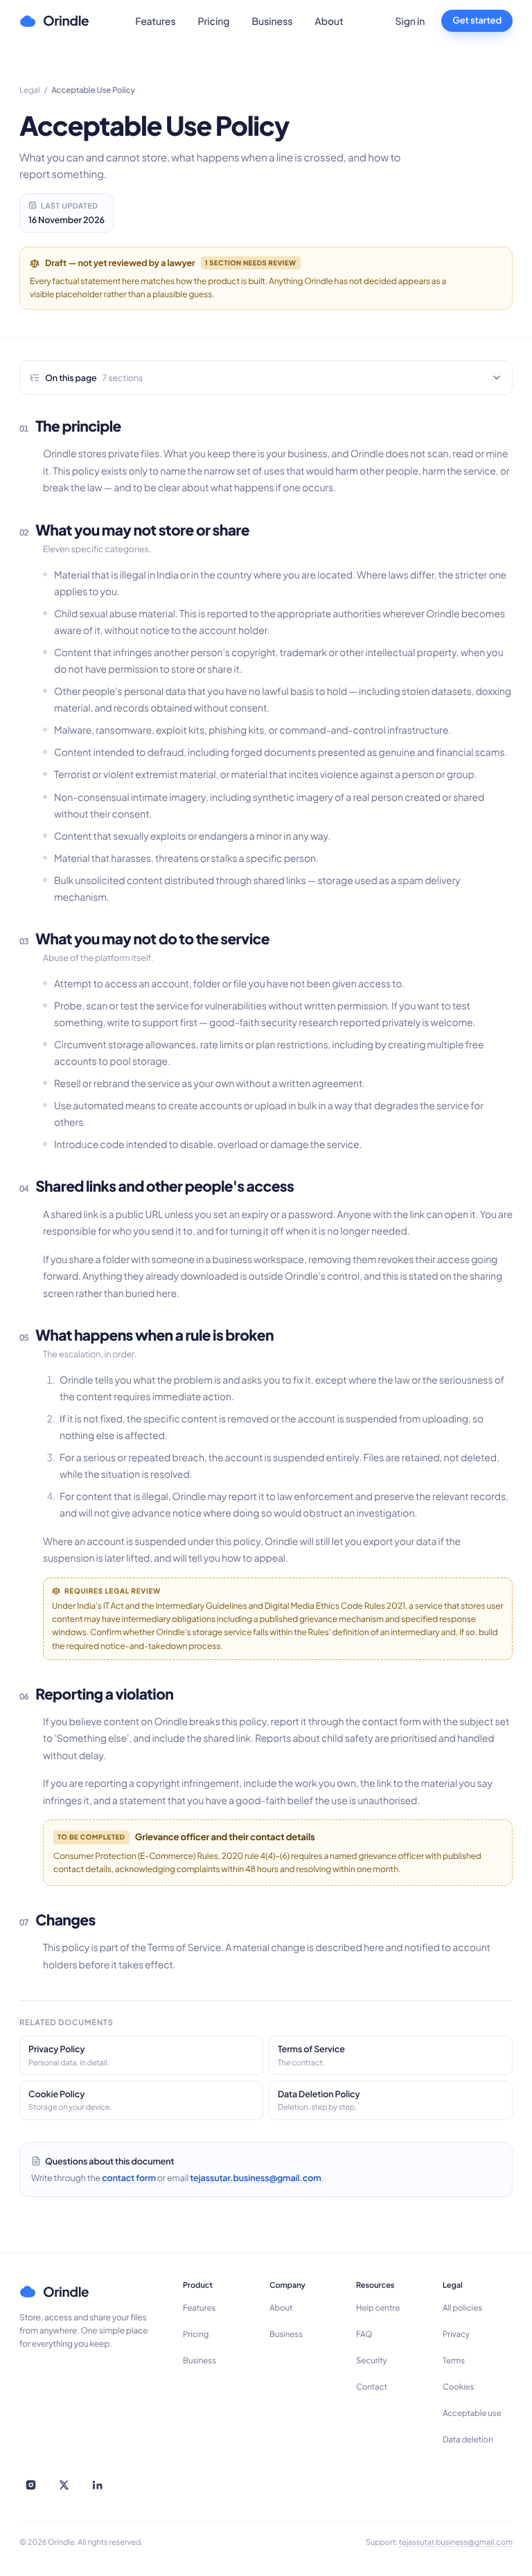 Orindle
Features
Pricing
Business
About
Sign in
Get started
Legal / Acceptable Use Policy
Acceptable Use Policy
What you can and cannot store, what happens when a line is crossed, and how to
report something.
LAST UPDATED
16 November 2026
Draft — not yet reviewed by a lawyer
1 SECTION NEEDS REVIEW
Every factual statement here matches how the product is built. Anything Orindle has not decided appears as a
visible placeholder rather than a plausible guess.
On this page 7 sections
01 The principle
Orindle stores private files. What you keep here is your business, and Orindle does not scan, read or mine
it. This policy exists only to name the narrow set of uses that would harm other people, harm the service, or
break the law — and to be clear about what happens if one occurs.
02 What you may not store or share
Eleven specific categories.
Material that is illegal in India or in the country where you are located. Where laws differ, the stricter one
applies to you.
Child sexual abuse material. This is reported to the appropriate authorities wherever Orindle becomes
aware of it, without notice to the account holder.
Content that infringes another person's copyright, trademark or other intellectual property, when you
do not have permission to store or share it.
Other people's personal data that you have no lawful basis to hold — including stolen datasets, doxxing
material, and records obtained without consent.
Malware, ransomware, exploit kits, phishing kits, or command-and-control infrastructure.
Content intended to defraud, including forged documents presented as genuine and financial scams.
Terrorist or violent extremist material, or material that incites violence against a person or group.
Non-consensual intimate imagery, including synthetic imagery of a real person created or shared
without their consent.
Content that sexually exploits or endangers a minor in any way.
Material that harasses, threatens or stalks a specific person.
Bulk unsolicited content distributed through shared links — storage used as a spam delivery
mechanism.
03 What you may not do to the service
Abuse of the platform itself.
Attempt to access an account, folder or file you have not been given access to.
Probe, scan or test the service for vulnerabilities without written permission. If you want to test
something, write to support first — good-faith security research reported privately is welcome.
Circumvent storage allowances, rate limits or plan restrictions, including by creating multiple free
accounts to pool storage.
Resell or rebrand the service as your own without a written agreement.
Use automated means to create accounts or upload in bulk in a way that degrades the service for
others.
Introduce code intended to disable, overload or damage the service.
04 Shared links and other people's access
A shared link is a public URL unless you set an expiry or a password. Anyone with the link can open it. You are
responsible for who you send it to, and for turning it off when it is no longer needed.
If you share a folder with someone in a business workspace, removing them revokes their access going
forward. Anything they already downloaded is outside Orindle's control, and this is stated on the sharing
screen rather than buried here.
05 What happens when a rule is broken
The escalation, in order.
1. Orindle tells you what the problem is and asks you to fix it, except where the law or the seriousness of
the content requires immediate action.
2. If it is not fixed, the specific content is removed or the account is suspended from uploading, so
nothing else is affected.
3. For a serious or repeated breach, the account is suspended entirely. Files are retained, not deleted,
while the situation is resolved.
4. For content that is illegal, Orindle may report it to law enforcement and preserve the relevant records,
and will not give advance notice where doing so would obstruct an investigation.
Where an account is suspended under this policy, Orindle will still let you export your data if the
suspension is later lifted, and will tell you how to appeal.
REQUIRES LEGAL REVIEW
Under India's IT Act and the Intermediary Guidelines and Digital Media Ethics Code Rules 2021, a service that stores user
content may have intermediary obligations including a published grievance mechanism and specified response
windows. Confirm whether Orindle's storage service falls within the Rules' definition of an intermediary and, if so, build
the required notice-and-takedown process.
06 Reporting a violation
If you believe content on Orindle breaks this policy, report it through the contact form with the subject set
to 'Something else', and include the shared link. Reports about child safety are prioritised and handled
without delay.
If you are reporting a copyright infringement, include the work you own, the link to the material you say
infringes it, and a statement that you have a good-faith belief the use is unauthorised.
TO BE COMPLETED Grievance officer and their contact details
Consumer Protection (E-Commerce) Rules, 2020 rule 4(4)–(6) requires a named grievance officer with published
contact details, acknowledging complaints within 48 hours and resolving within one month.
07 Changes
This policy is part of the Terms of Service. A material change is described here and notified to account
holders before it takes effect.
RELATED DOCUMENTS
Privacy Policy
Personal data, in detail.
Terms of Service
The contract.
Cookie Policy
Storage on your device.
Data Deletion Policy
Deletion, step by step.
Questions about this document
Write through the contact form or email tejassutar.business@gmail.com.
Orindle
Store, access and share your files
from anywhere. One simple place
for everything you keep.
Product
Features
Pricing
Business
Company
About
Business
Resources
Help centre
FAQ
Security
Contact
Legal
All policies
Privacy
Terms
Cookies
Acceptable use
Data deletion
© 2026 Orindle. All rights reserved.
Support: tejassutar.business@gmail.com